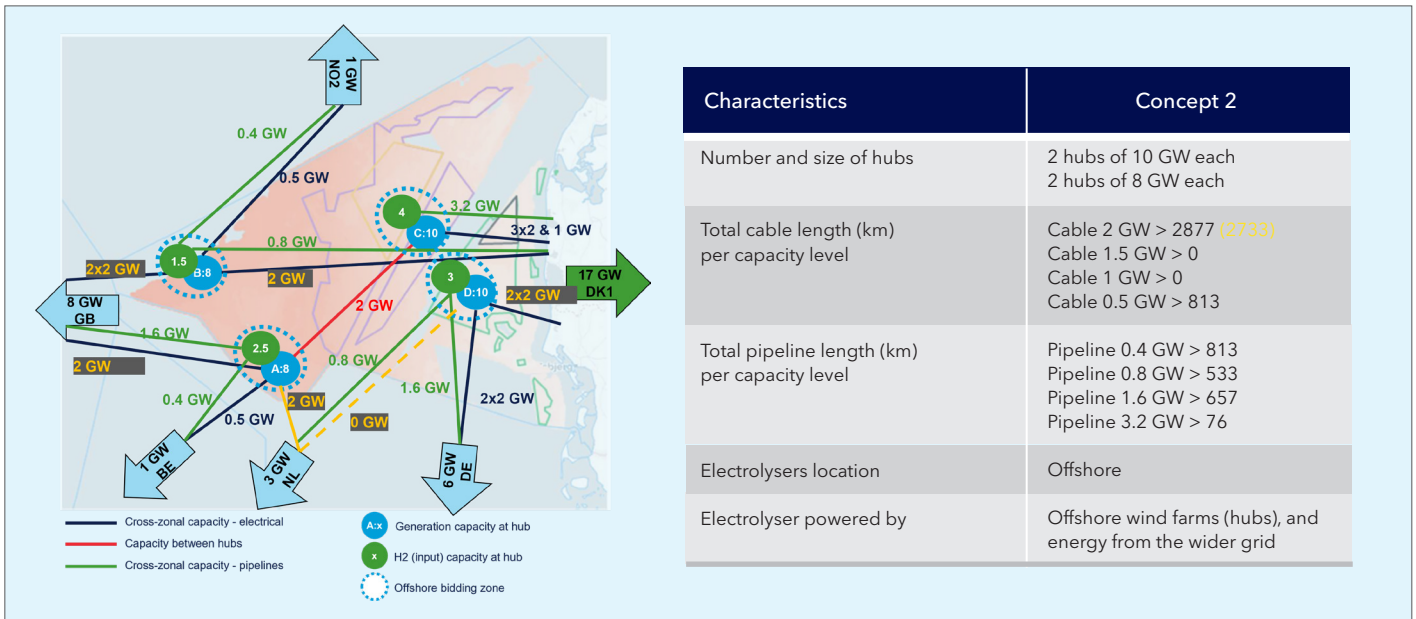 1 GW
NO2
0.4 GW
0.5 GW
3.2 GW
4
C:10
3x2 & 1 GW
0.8 GW
1.5
B:8
2x2 GW
2 GW
3
D:10
2x2 GW
17 GW
DK1
8 GW
GB
2 GW
1.6 GW
2.5
A:8
2 GW
0.8 GW
1.6 GW
2x2 GW
0.4 GW
0.5 GW
2 GW
0 GW
1 GW
BE
3 GW
NL
6 GW
DE
Cross-zonal capacity - electrical
Capacity between hubs
Cross-zonal capacity - pipelines
A:x
Generation capacity at hub
x
H2 (input) capacity at hub
Offshore bidding zone
Characteristics
Concept 2
Number and size of hubs
2 hubs of 10 GW each
2 hubs of 8 GW each
Total cable length (km)
per capacity level
Cable 2 GW > 2877 (2733)
Cable 1.5 GW > 0
Cable 1 GW > 0
Cable 0.5 GW > 813
Total pipeline length (km)
per capacity level
Pipeline 0.4 GW > 813
Pipeline 0.8 GW > 533
Pipeline 1.6 GW > 657
Pipeline 3.2 GW > 76
Electrolysers location
Offshore
Electrolyser powered by
Offshore wind farms (hubs), and
energy from the wider grid